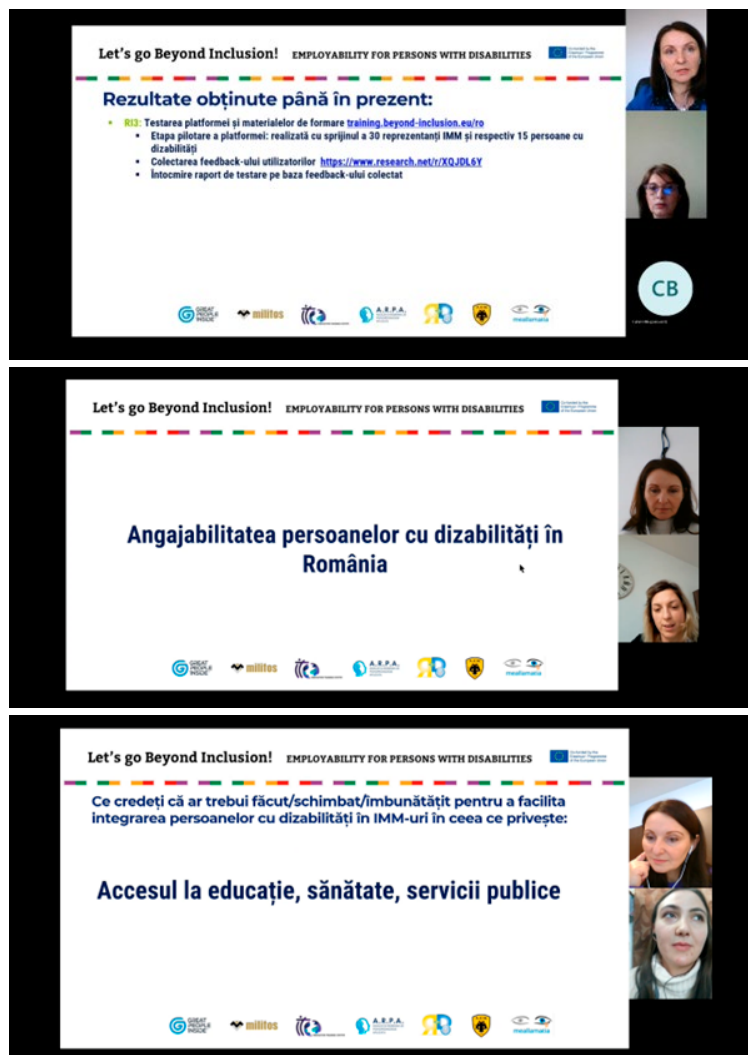 Let's go Beyond Inclusion! EMPLOYABILITY FOR PERSONS WITH DISABILITIES
Rezultate obținute până în prezent:
RI3: Testarea platformei și materialelor de formare training.beyond-inclusion.eu/ro
Etapa pilotare a platformei: realizată cu sprijinul a 30 reprezentanți IMM și respectiv 15 persoane cu
dizabilități
Colectarea feedback-ului utilizatorilor https://www.research.net/r/XQJDL6Y
Întocmire raport de testare pe baza feedback-ului colectat
CB
GREAT
PEOPLE
INSIDE
militos
A.R.P.A.
meallamatia
Let's go Beyond Inclusion! EMPLOYABILITY FOR PERSONS WITH DISABILITIES
Angajabilitatea persoanelor cu dizabilități în
România
GREAT
PEOPLE
INSIDE
militos
A.R.P.A.
meallamatia
Let's go Beyond Inclusion! EMPLOYABILITY FOR PERSONS WITH DISABILITIES
Ce credeți că ar trebui făcut/schimbat/îmbunătățit pentru a facilita
integrarea persoanelor cu dizabilități în IMM-uri în ceea ce privește:
Accesul la educație, sănătate, servicii publice
GREAT
PEOPLE
INSIDE
militos
A.R.P.A.
meallamatia